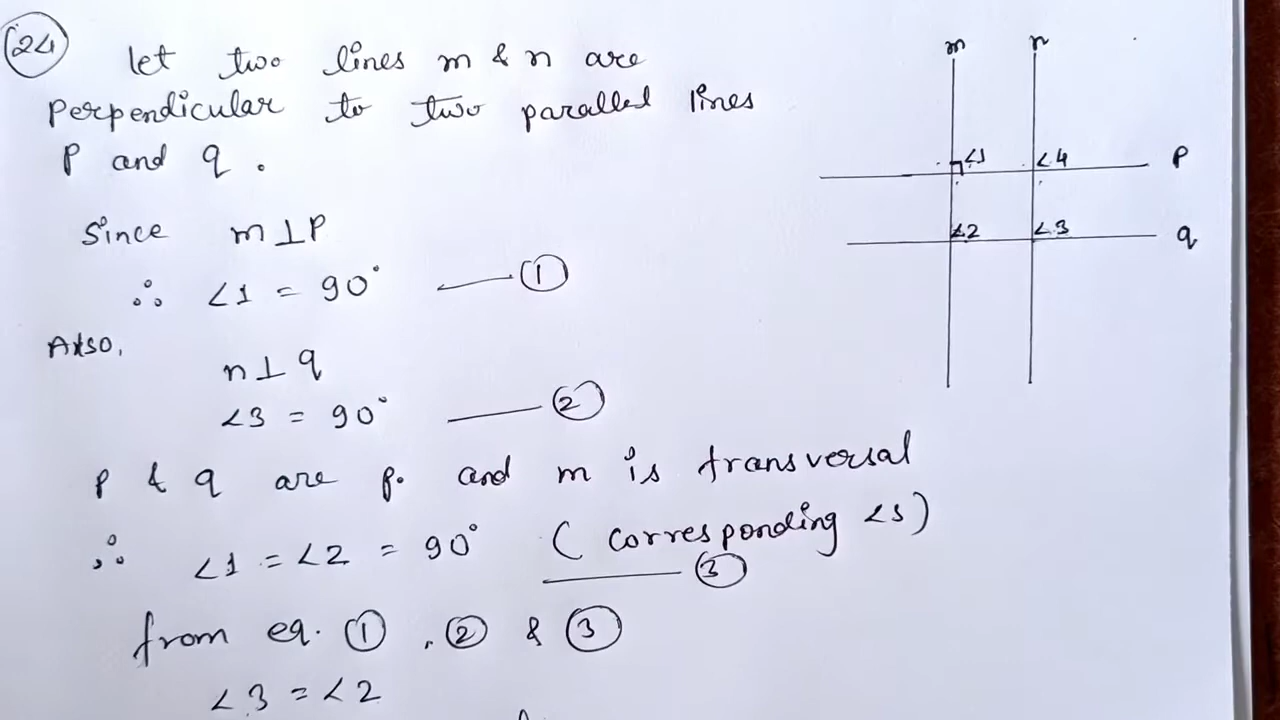 24
let two lines m & n are
Perpendicular to two parallel lines
P and q .
Since m⊥P
∴ ∠1 = 90° —— ①
Also,
n⊥ q
∠3 = 90° —— ②
P & q are p. and m is transversal
∴ ∠1 = ∠2 = 90° ( corresponding ∠s )
—— ③
from eq. ① , ② & ③
∠3 = ∠2
m n
∠1 ∠4 P
∠2 ∠3 q